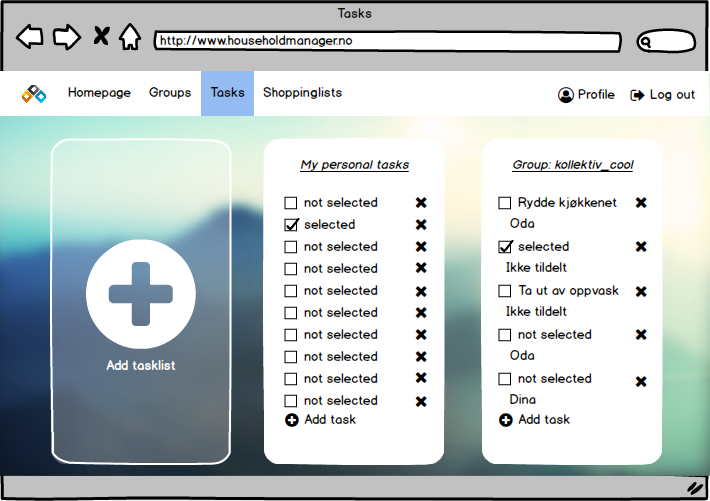 Tasks
http://www.householdmanager.no
Homepage
Groups
Tasks
Shoppinglists
Profile
Log out
Add tasklist
My personal tasks
not selected
selected
not selected
not selected
not selected
not selected
not selected
not selected
not selected
not selected
Add task
Group: kollektiv_cool
Rydde kjøkkenet
Oda
selected
Ikke tildelt
Ta ut av oppvask
Ikke tildelt
not selected
Oda
not selected
Dina
Add task